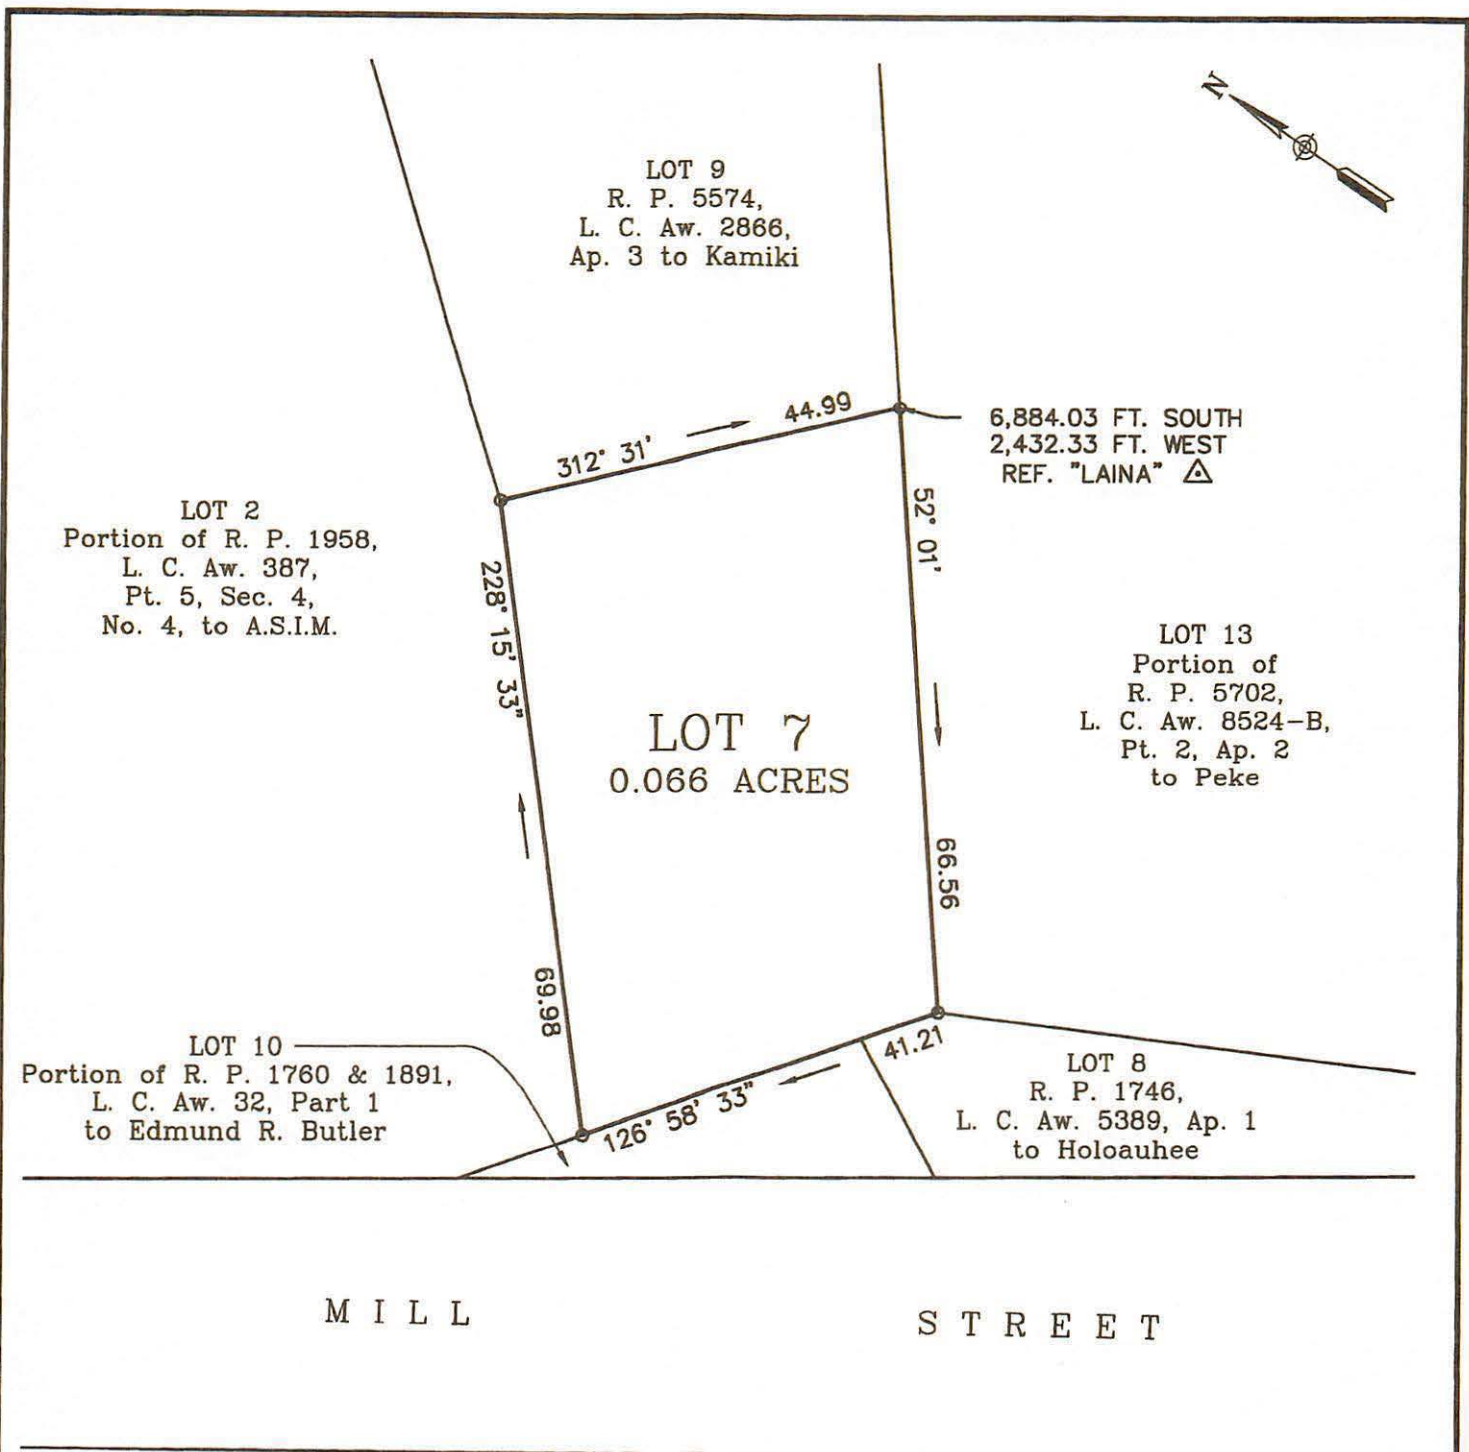 N
LOT 9
R. P. 5574,
L. C. Aw. 2866,
Ap. 3 to Kamiki
312° 31'
44.99
6,884.03 FT. SOUTH
2,432.33 FT. WEST
REF. "LAINA"
LOT 2
Portion of R. P. 1958,
L. C. Aw. 387,
Pt. 5, Sec. 4,
No. 4, to A.S.I.M.
228° 15' 33"
69.98
52° 01'
66.56
LOT 7
0.066 ACRES
LOT 13
Portion of
R. P. 5702,
L. C. Aw. 8524-B,
Pt. 2, Ap. 2
to Peke
LOT 10
Portion of R. P. 1760 & 1891,
L. C. Aw. 32, Part 1
to Edmund R. Butler
126° 58' 33"
41.21
LOT 8
R. P. 1746,
L. C. Aw. 5389, Ap. 1
to Holoauhee
MILL STREET